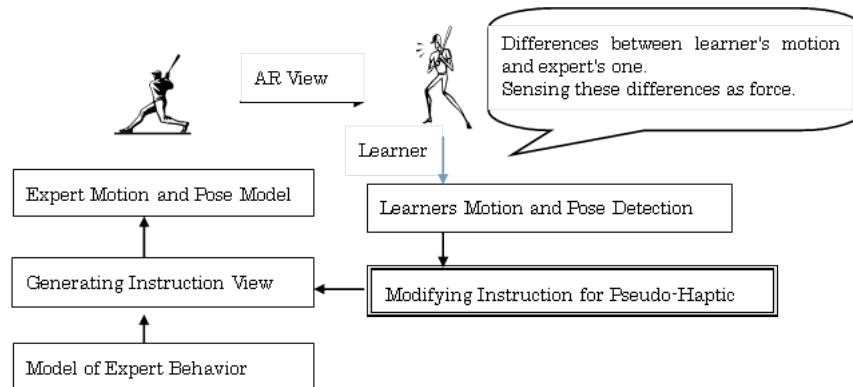 Differences between learner's motion
and expert's one.
Sensing these differences as force.
AR View
Learner
Expert Motion and Pose Model
Learners Motion and Pose Detection
Generating Instruction View
Modifying Instruction for Pseudo-Haptic
Model of Expert Behavior